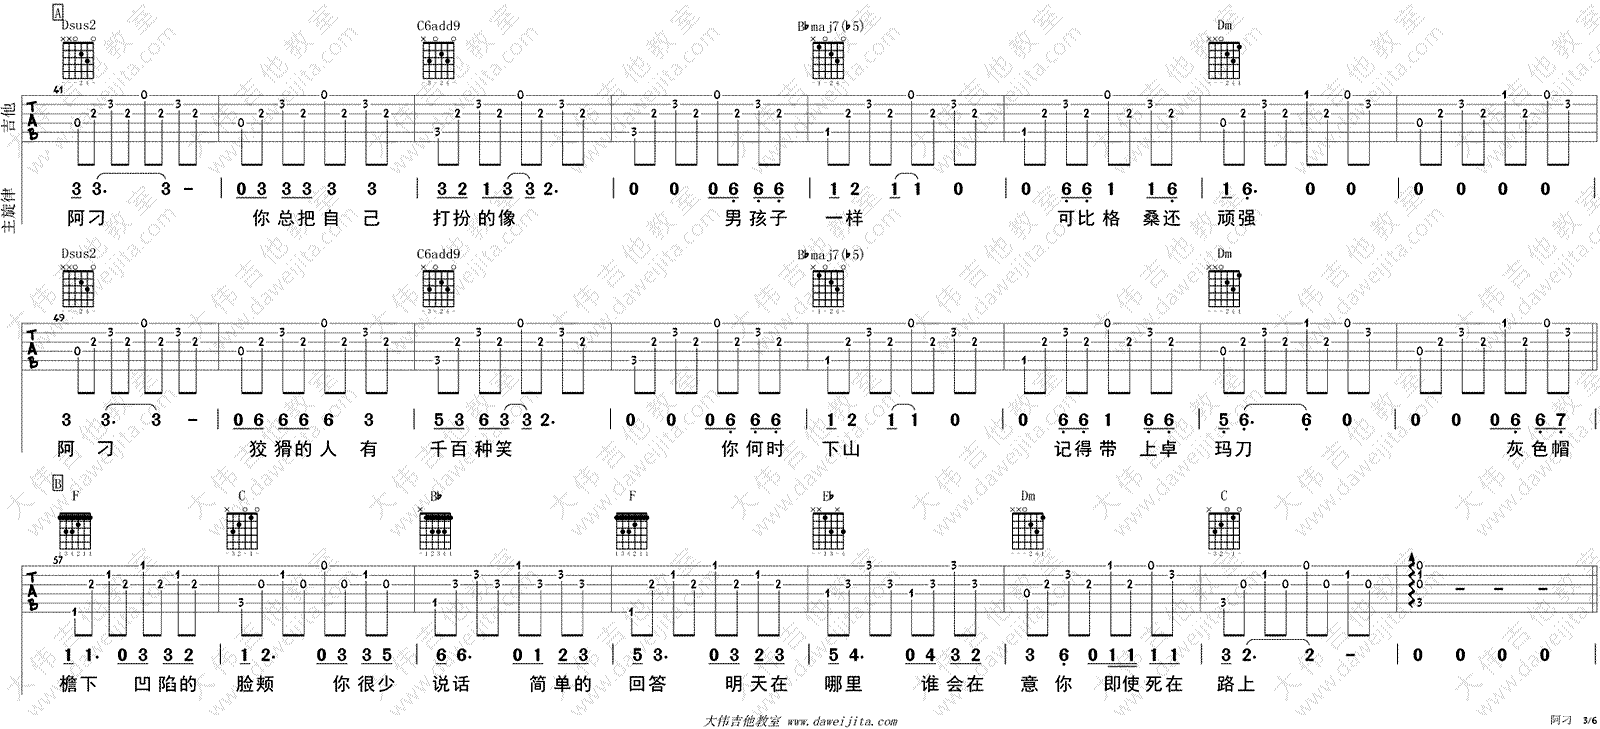 A
Dsus2 C6add9 B♭maj7(♭5) Dm
41
吉他
TAB
主旋律
3 3. 3 - 0 3 3 3 3 3 3 2 1 3 3 2. 0 0 0 6 6 6 1 2 1 1 0 0 6 6 1 1 6 1 6. 0 0 0 0 0 0
阿刁 你总把自己 打扮的像 男孩子 一样 可比格桑还 顽强
Dsus2 C6add9 B♭maj7(♭5) Dm
49
TAB
3 3. 3 - 0 6 6 6 6 3 5 3 6 3 3 2. 0 0 0 6 6 6 1 2 1 1 0 0 6 6 1 6 6 5 6. 6 0 0 0 0 6 6 7
阿刁 狡猾的人有 千百种笑 你何时 下山 记得带上卓 玛刀 灰色帽
B
F C B♭ F E♭ Dm C
57
TAB
1 1. 0 3 3 2 1 2. 0 3 3 5 6 6. 0 1 2 3 5 3. 0 3 2 3 5 4. 0 4 3 2 3 6 0 1 1 1 1 3 2. 2 - 0 0 0 0
檐下 凹陷的 脸颊 你很少 说话 简单的 回答 明天在 哪里 谁会在 意你 即使死在 路上
大伟吉他教室 www.daweijita.com
阿刁 3/6